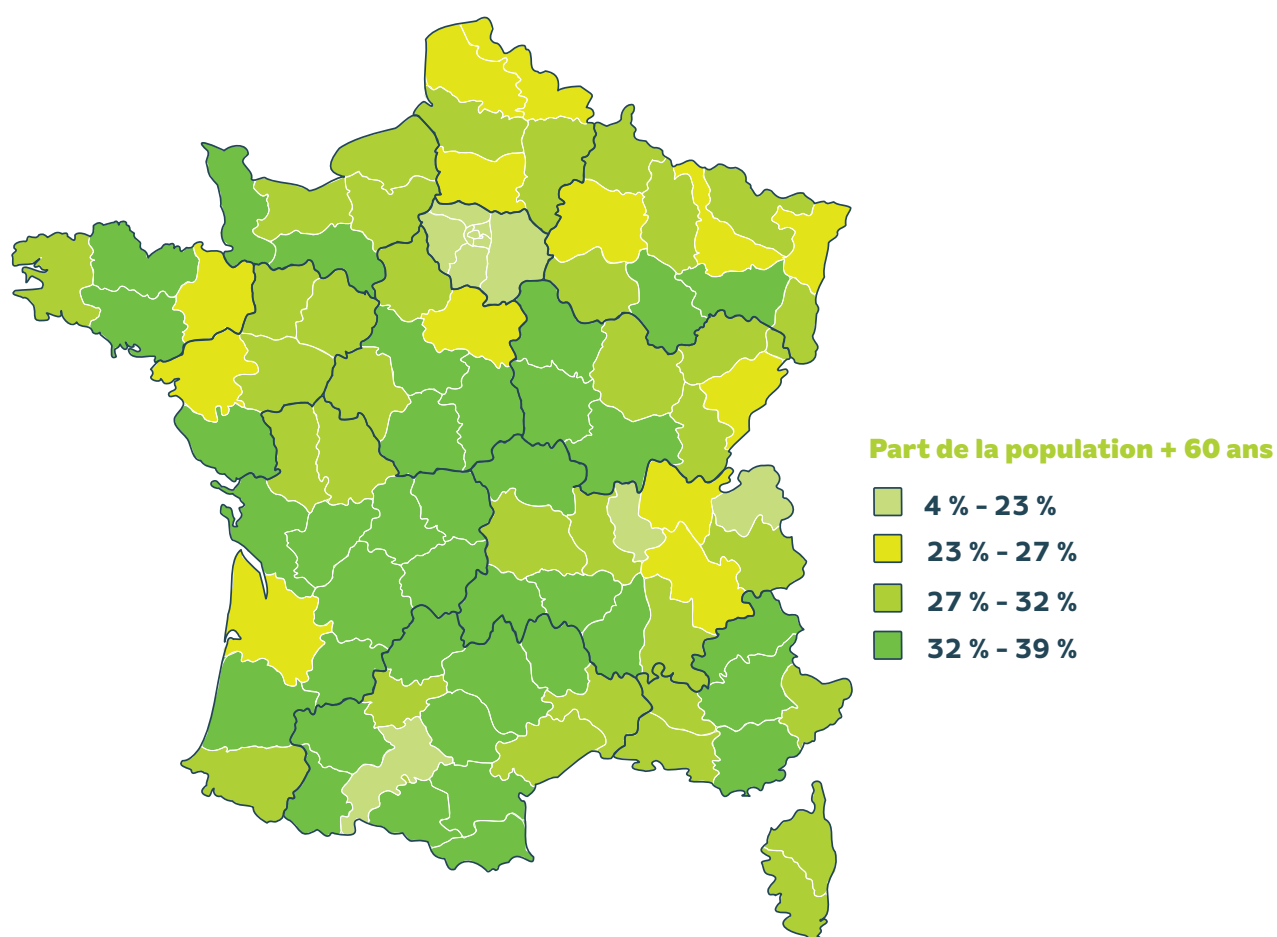 Part de la population + 60 ans
4 % – 23 %
23 % – 27 %
27 % – 32 %
32 % – 39 %